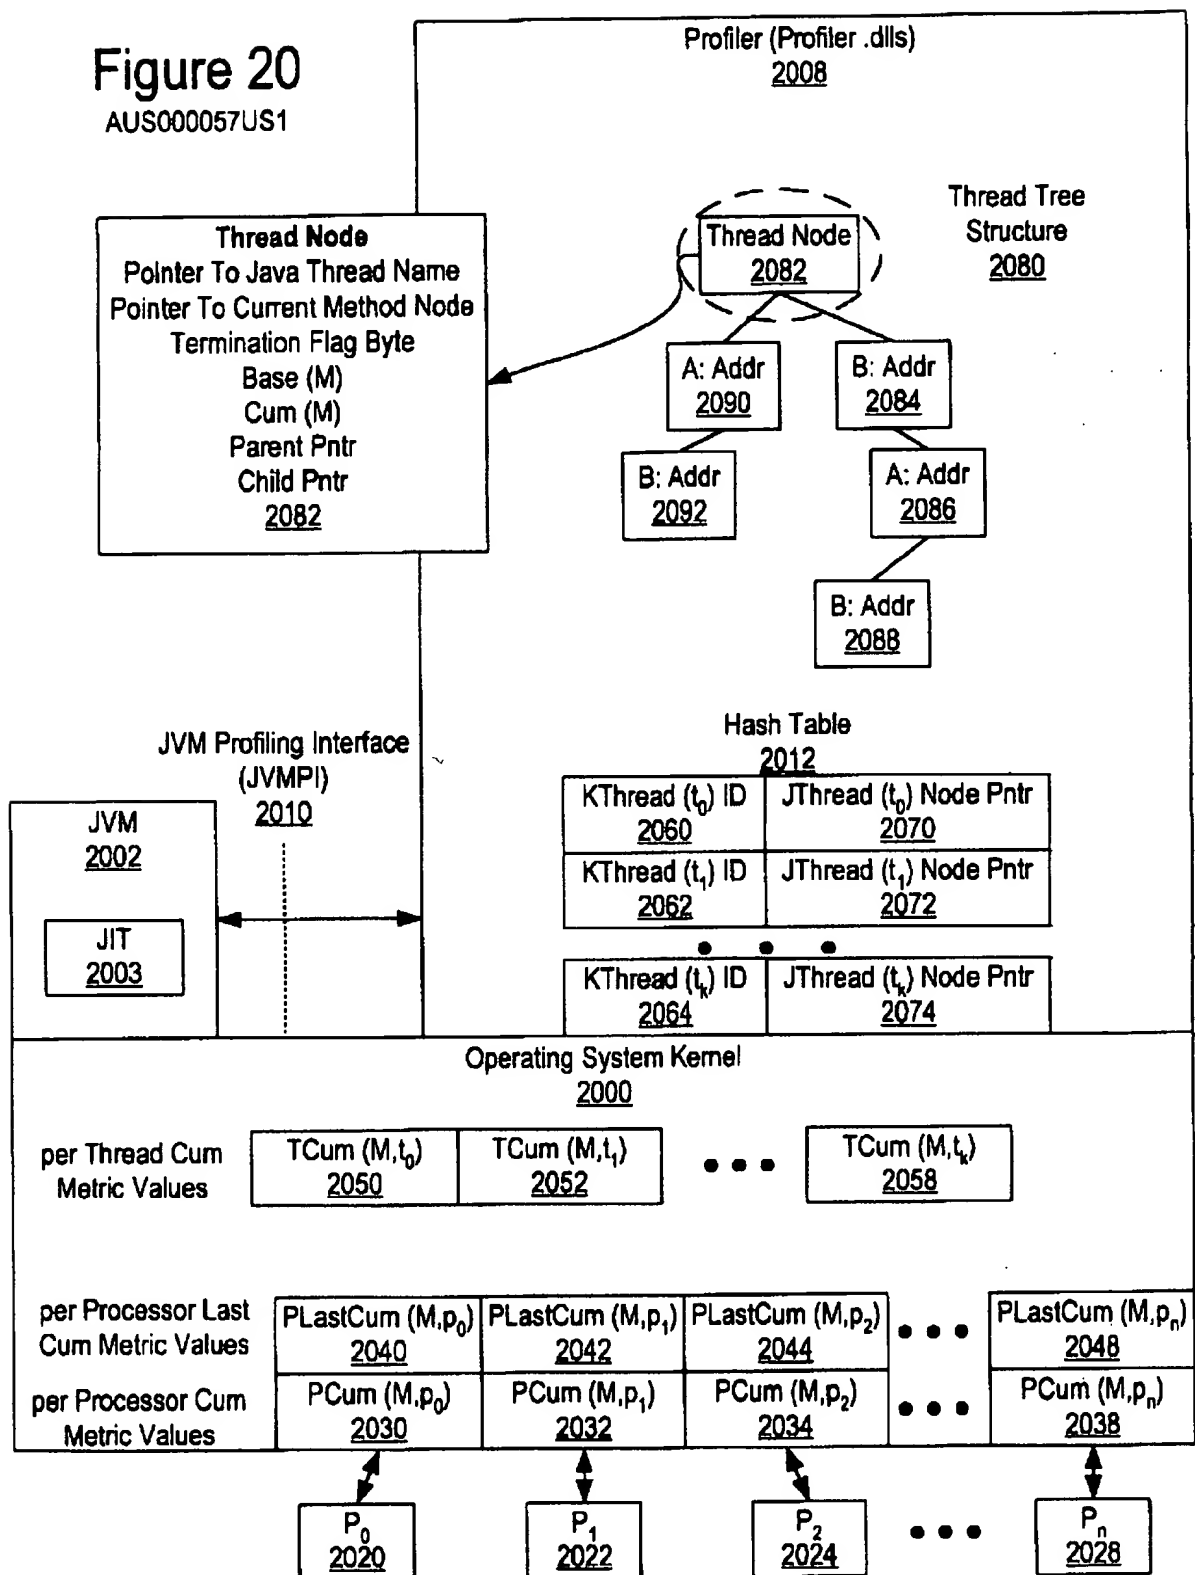 Figure 20
AUS000057US1
Profiler (Profiler .dlls)
2008
Thread Node
Pointer To Java Thread Name
Pointer To Current Method Node
Termination Flag Byte
Base (M)
Cum (M)
Parent Pntr
Child Pntr
2082
Thread Node
2082
Thread Tree
Structure
2080
A: Addr
2090
B: Addr
2084
B: Addr
2092
A: Addr
2086
B: Addr
2088
JVM Profiling Interface
(JVMPI)
2010
Hash Table
2012
KThread (t₀) ID
2060
JThread (t₀) Node Pntr
2070
KThread (t₁) ID
2062
JThread (t₁) Node Pntr
2072
KThread (tₖ) ID
2064
JThread (tₖ) Node Pntr
2074
JVM
2002
JIT
2003
Operating System Kernel
2000
per Thread Cum
Metric Values
TCum (M,t₀)
2050
TCum (M,t₁)
2052
TCum (M,tₖ)
2058
per Processor Last
Cum Metric Values
PLastCum (M,p₀)
2040
PLastCum (M,p₁)
2042
PLastCum (M,p₂)
2044
PLastCum (M,pₙ)
2048
per Processor Cum
Metric Values
PCum (M,p₀)
2030
PCum (M,p₁)
2032
PCum (M,p₂)
2034
PCum (M,pₙ)
2038
P₀
2020
P₁
2022
P₂
2024
Pₙ
2028